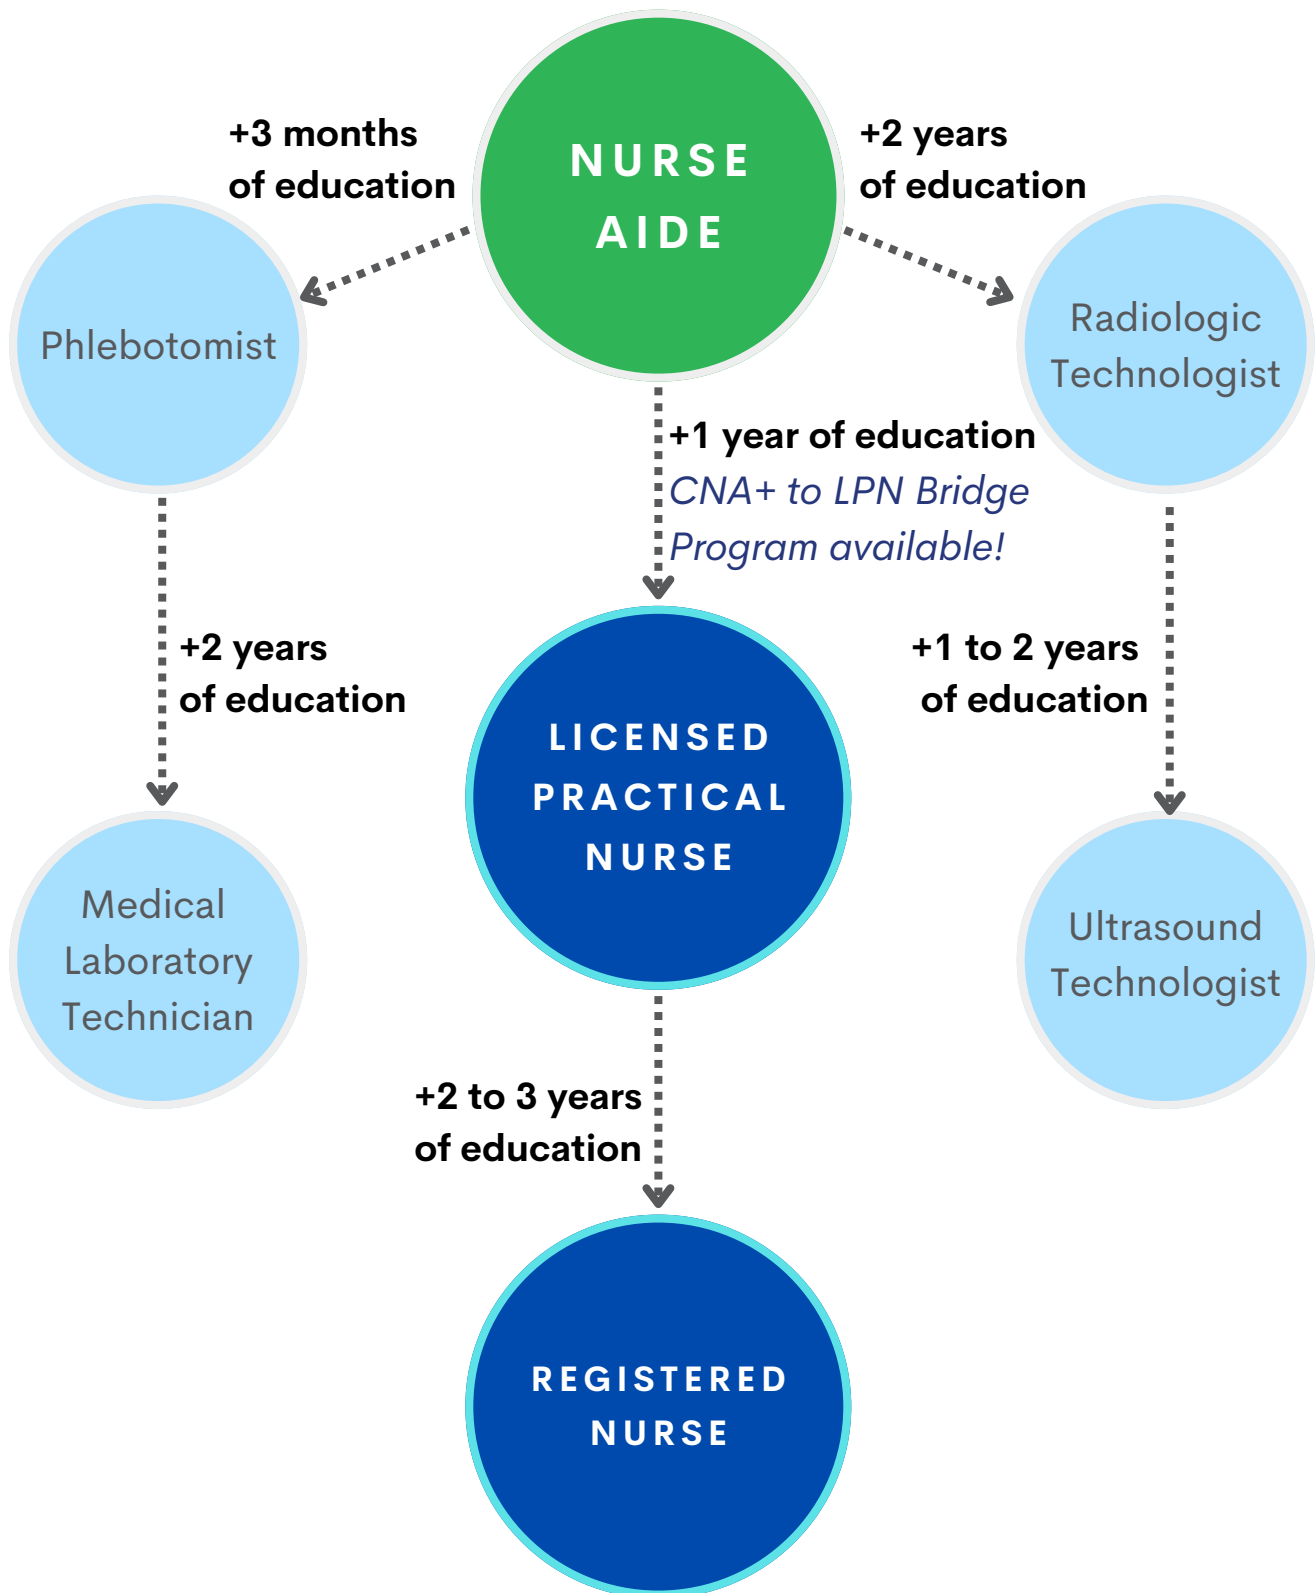 +3 months
of education
NURSE
AIDE
+2 years
of education
Phlebotomist
Radiologic
Technologist
+1 year of education
CNA+ to LPN Bridge
Program available!
+2 years
of education
+1 to 2 years
of education
LICENSED
PRACTICAL
NURSE
Medical
Laboratory
Technician
Ultrasound
Technologist
+2 to 3 years
of education
REGISTERED
NURSE